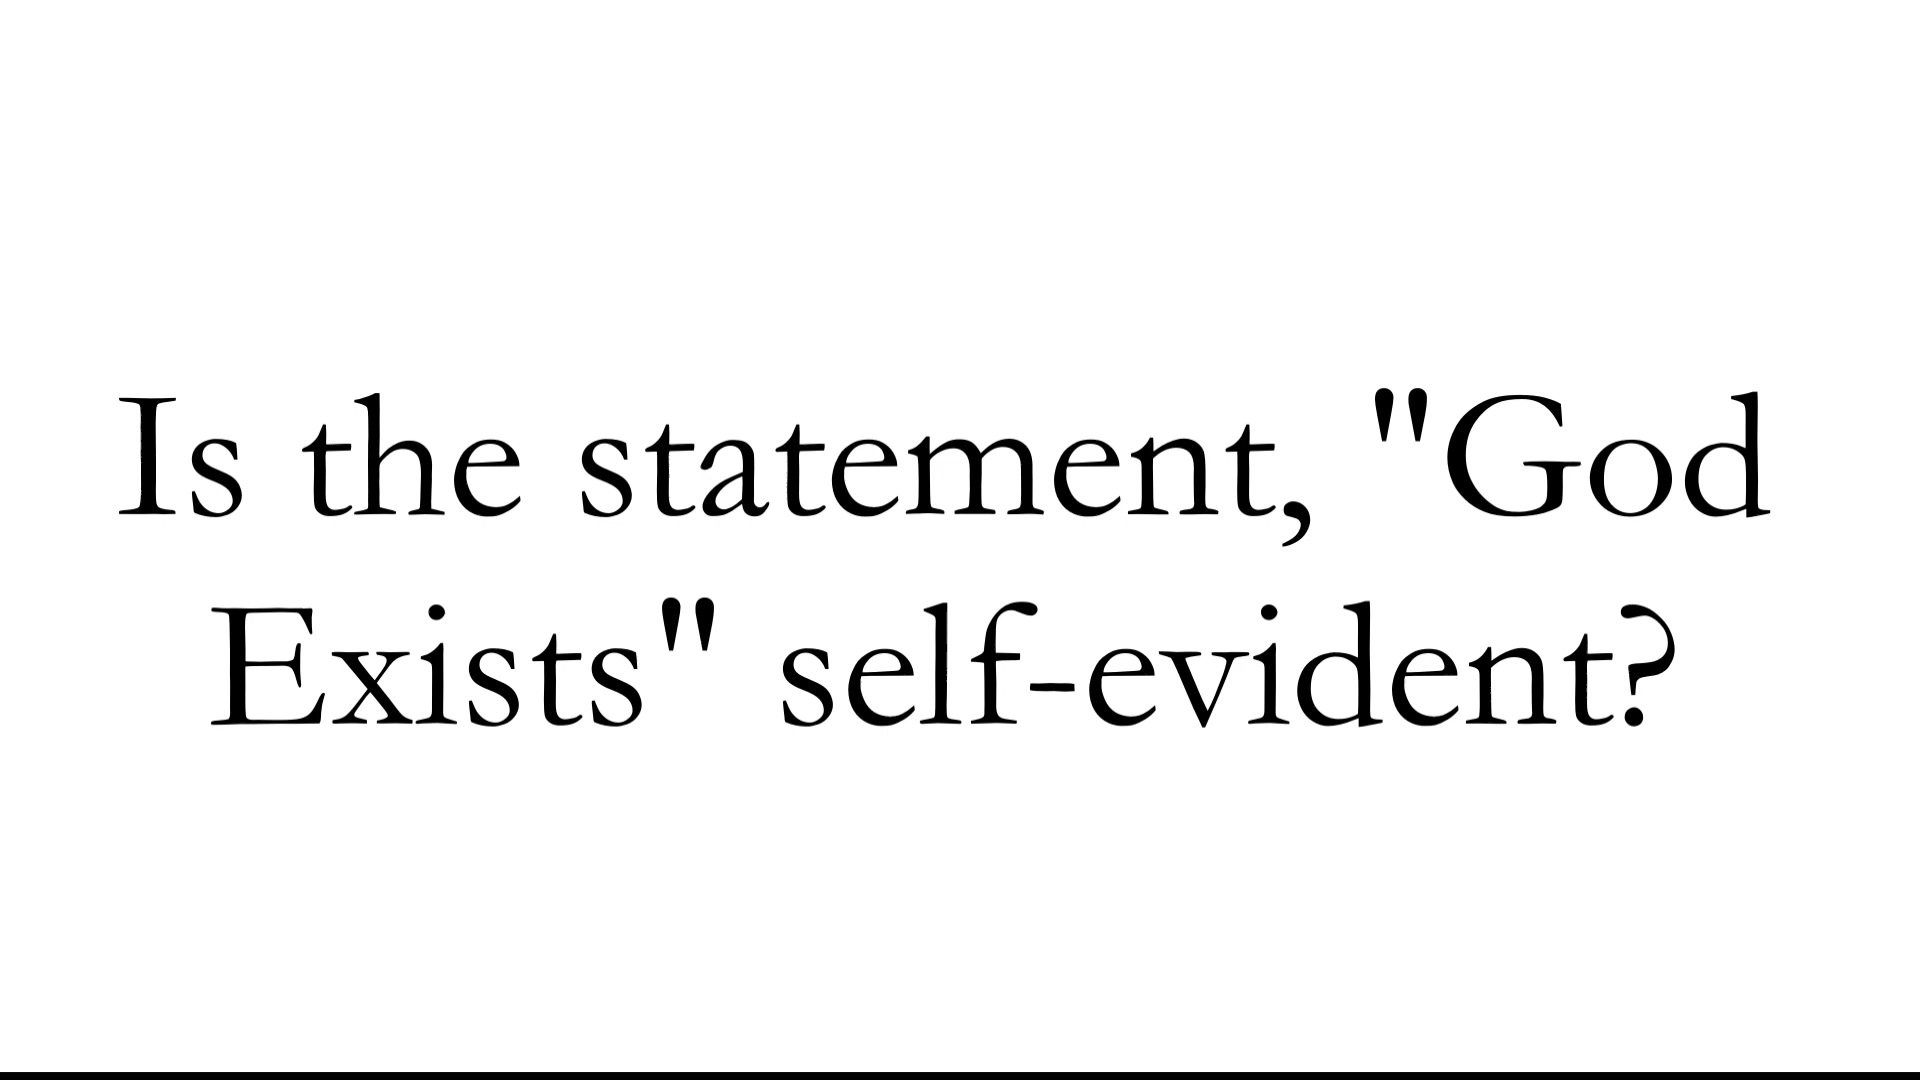 Is the statement, "God
Exists" self-evident?